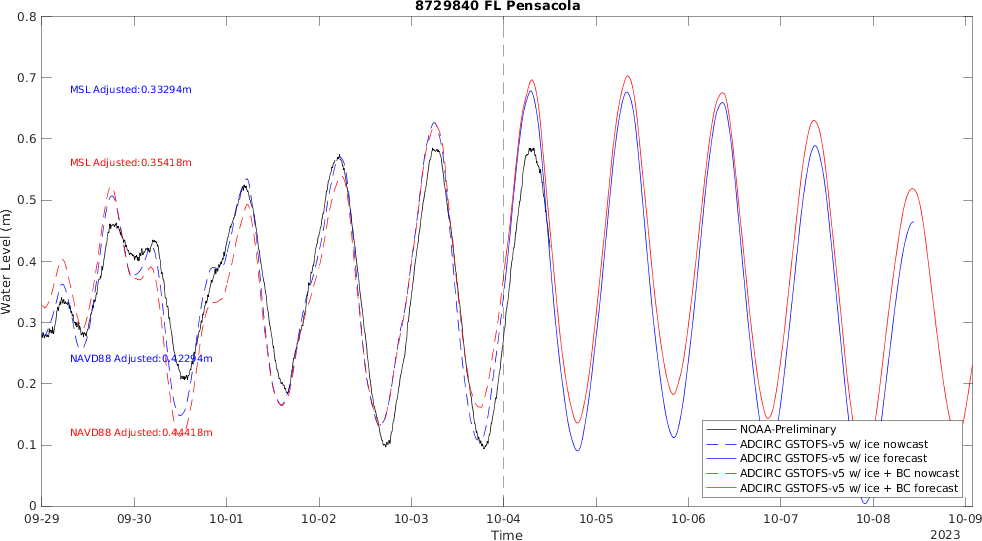 8729840 FL Pensacola
0.8
0.7
0.6
0.5
0.4
0.3
0.2
0.1
0
Water Level (m)
MSL Adjusted:0.33294m
MSL Adjusted:0.35418m
NAVD88 Adjusted:0.42294m
NAVD88 Adjusted:0.44418m
NOAA-Preliminary
ADCIRC GSTOFS-v5 w/ ice nowcast
ADCIRC GSTOFS-v5 w/ ice forecast
ADCIRC GSTOFS-v5 w/ ice + BC nowcast
ADCIRC GSTOFS-v5 w/ ice + BC forecast
09-29 09-30 10-01 10-02 10-03 10-04 10-05 10-06 10-07 10-08 10-09
Time
2023